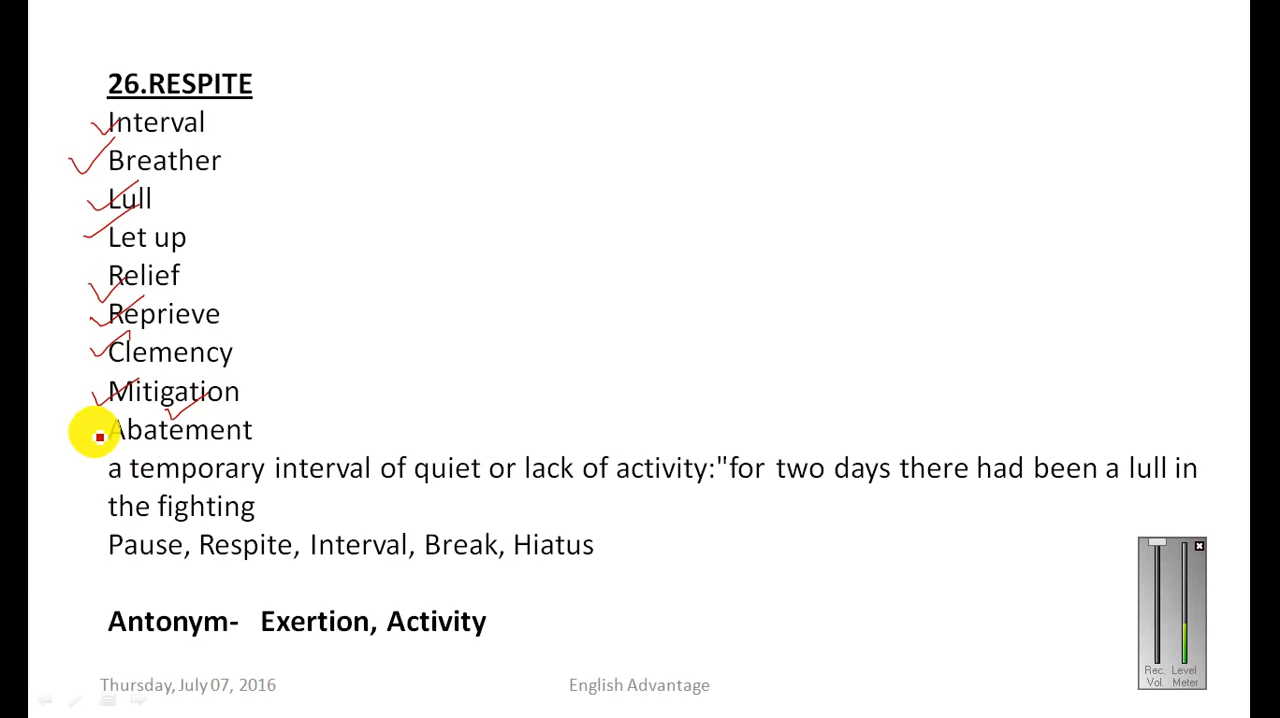 26.RESPITE
Interval
Breather
Lull
Let up
Relief
Reprieve
Clemency
Mitigation
Abatement
a temporary interval of quiet or lack of activity:"for two days there had been a lull in
the fighting
Pause, Respite, Interval, Break, Hiatus
Antonym- Exertion, Activity
Rec. Level
Vol. Meter
Thursday, July 07, 2016 English Advantage